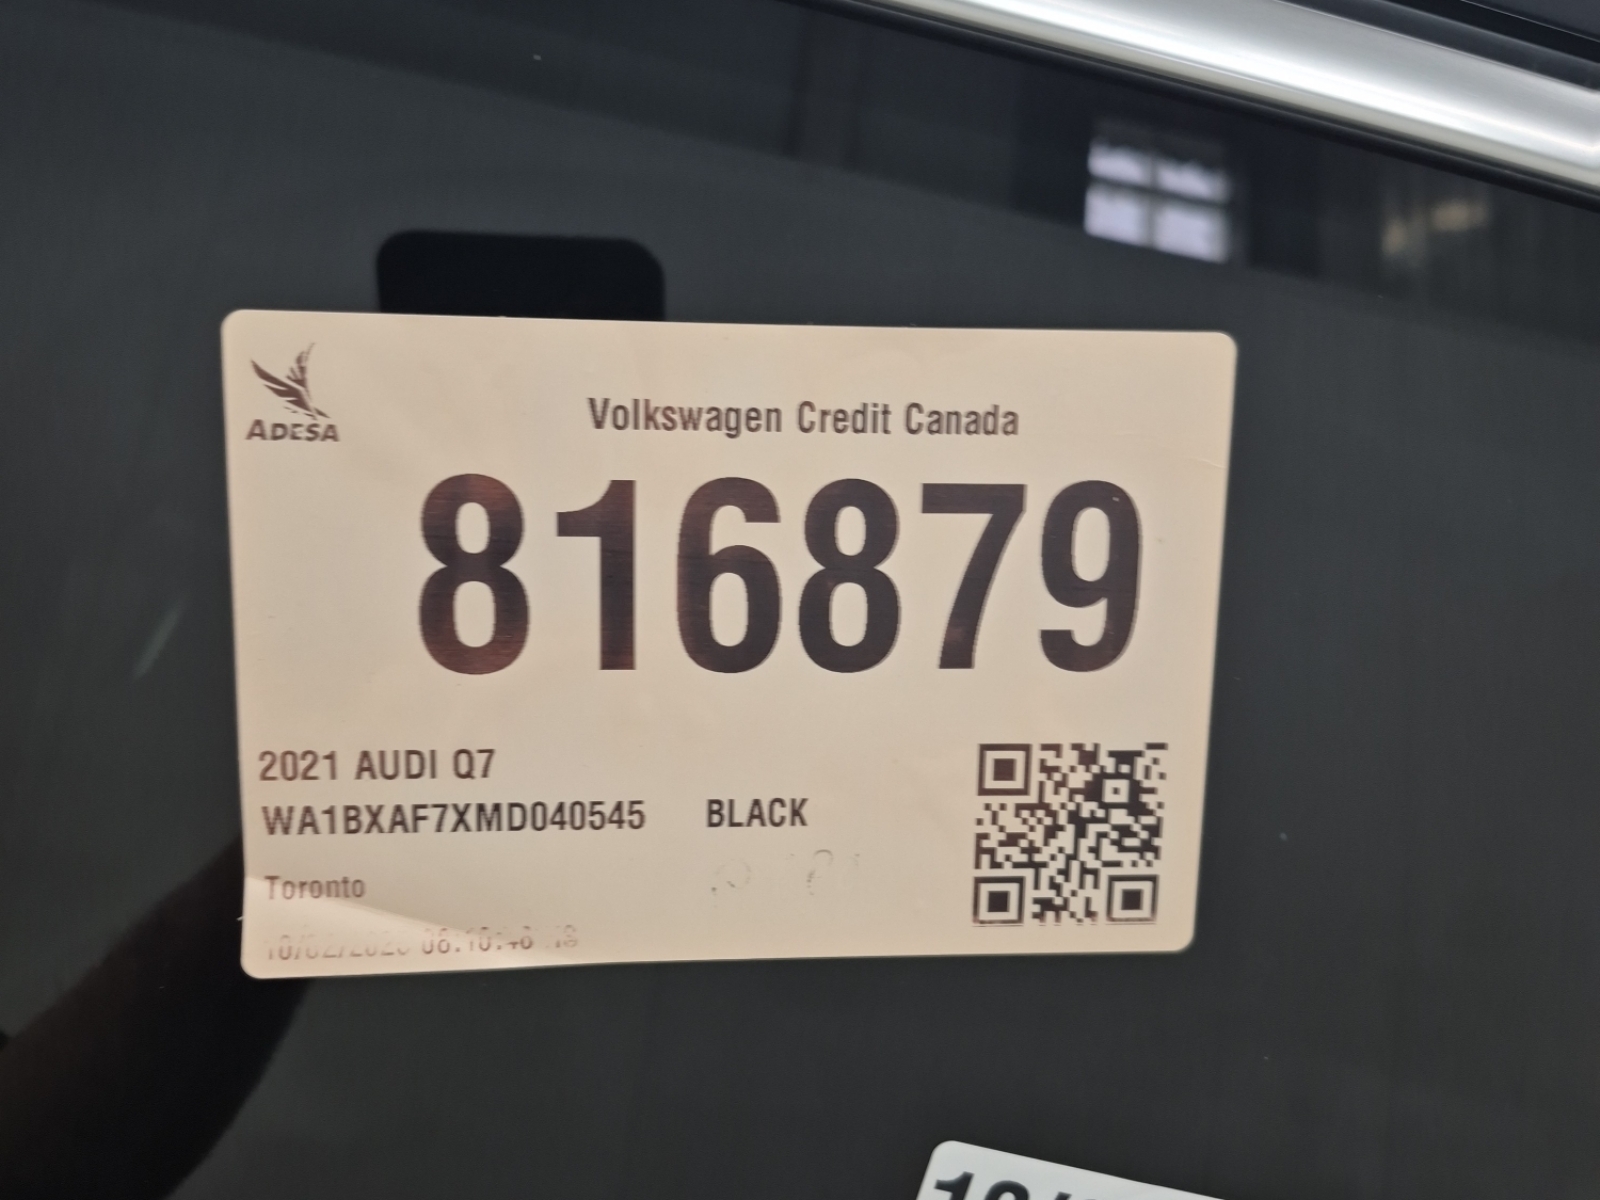 ADESA
Volkswagen Credit Canada
816879
2021 AUDI Q7
WA1BXAF7XMD040545 BLACK
Toronto